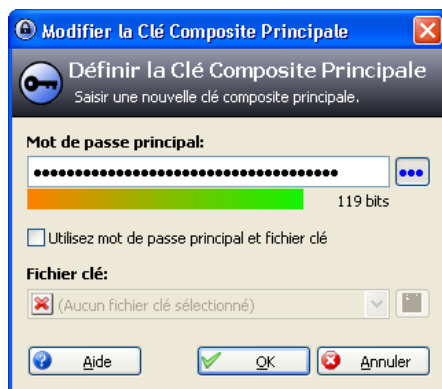 Modifier la Clé Composite Principale
Définir la Clé Composite Principale
Saisir une nouvelle clé composite principale.
Mot de passe principal:
•••••••••••••••••••••••••••••••••••••
119 bits
Utilisez mot de passe principal et fichier clé
Fichier clé:
(Aucun fichier clé sélectionné)
Aide
OK
Annuler